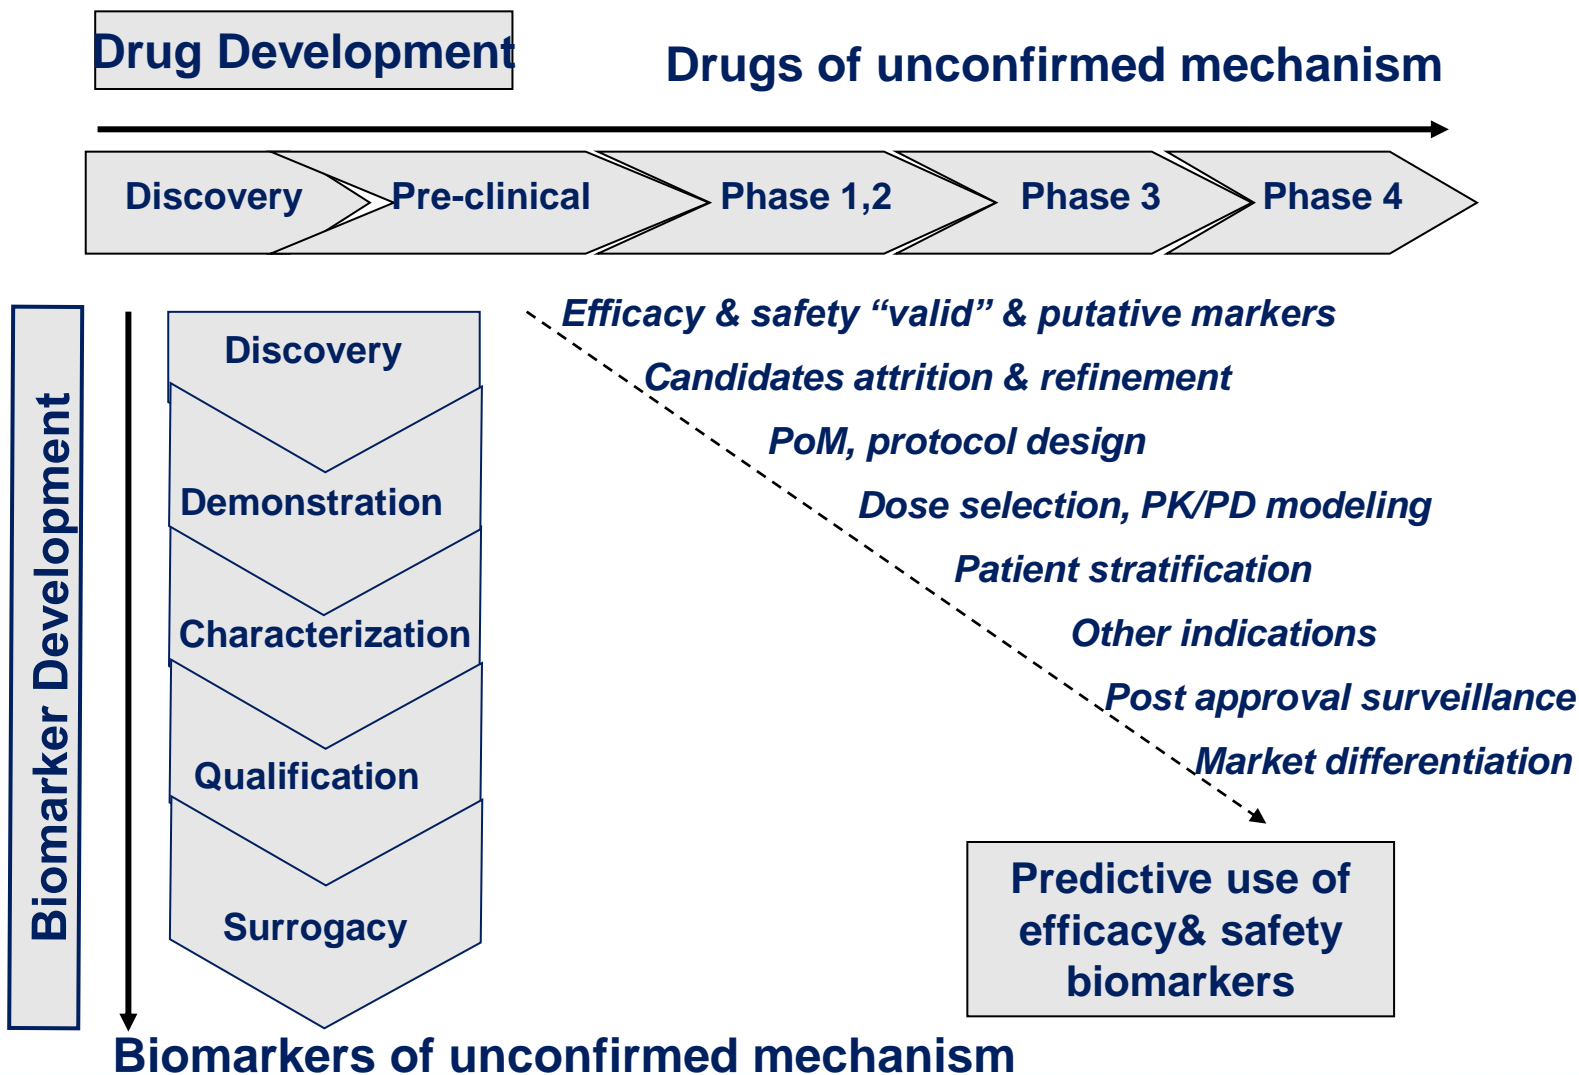 Drug Development
Drugs of unconfirmed mechanism
Discovery
Pre-clinical
Phase 1,2
Phase 3
Phase 4
Biomarker Development
Discovery
Demonstration
Characterization
Qualification
Surrogacy
Efficacy & safety “valid” & putative markers
Candidates attrition & refinement
PoM, protocol design
Dose selection, PK/PD modeling
Patient stratification
Other indications
Post approval surveillance
Market differentiation
Predictive use of
efficacy& safety
biomarkers
Biomarkers of unconfirmed mechanism